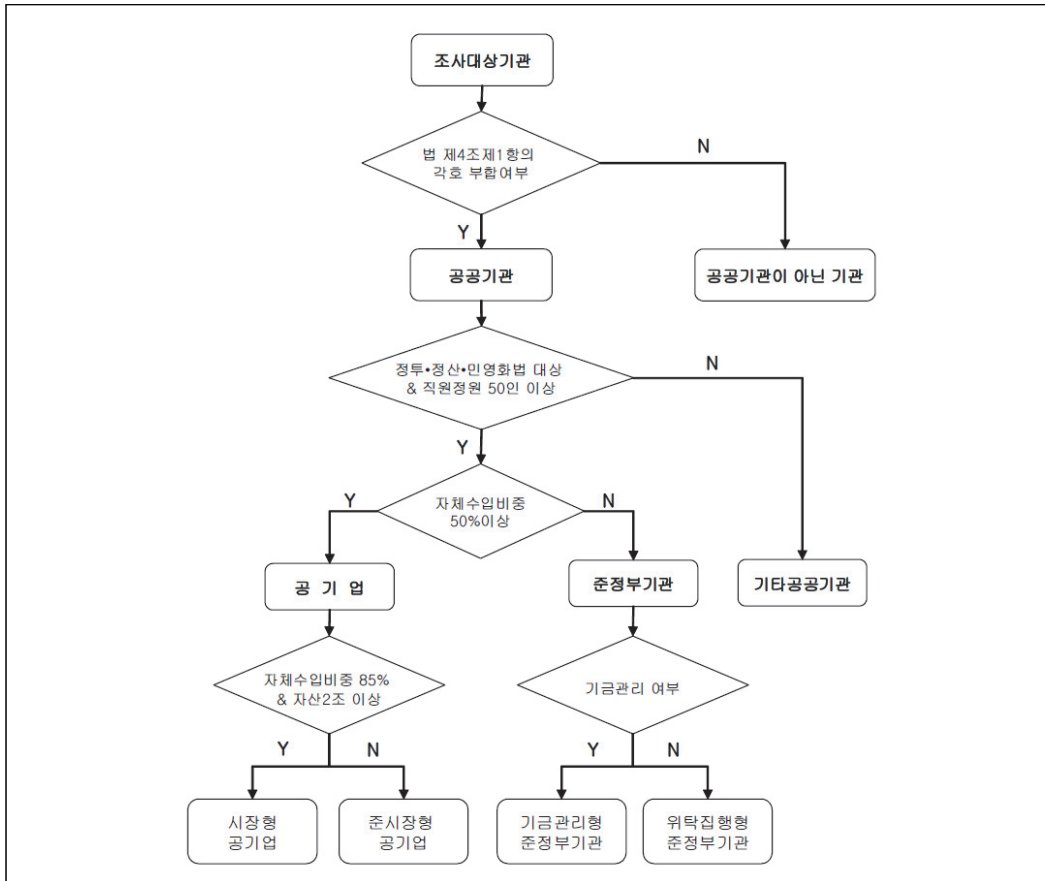 조사대상기관
법 제4조제1항의
각호 부합여부
N
Y
공공기관
공공기관이 아닌 기관
정투•정산•민영화법 대상
& 직원정원 50인 이상
N
Y
자체수입비중
50%이상
Y
N
공 기 업
준정부기관
기타공공기관
자체수입비중 85%
& 자산2조 이상
기금관리 여부
Y
N
Y
N
시장형
공기업
준시장형
공기업
기금관리형
준정부기관
위탁집행형
준정부기관